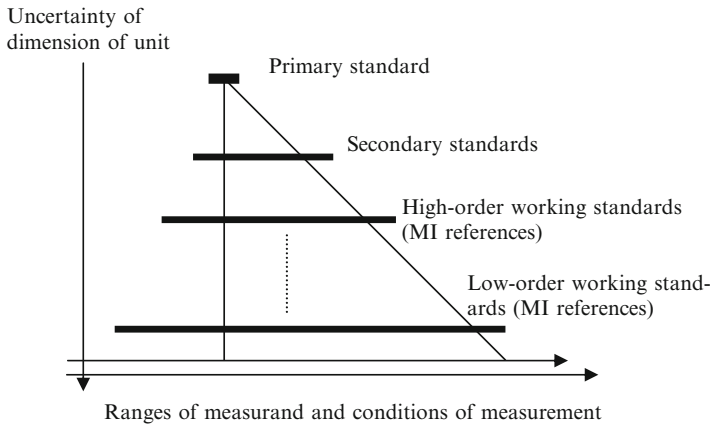 Uncertainty of
dimension of unit
Primary standard
Secondary standards
High-order working standards
(MI references)
Low-order working stand-
ards (MI references)
Ranges of measurand and conditions of measurement